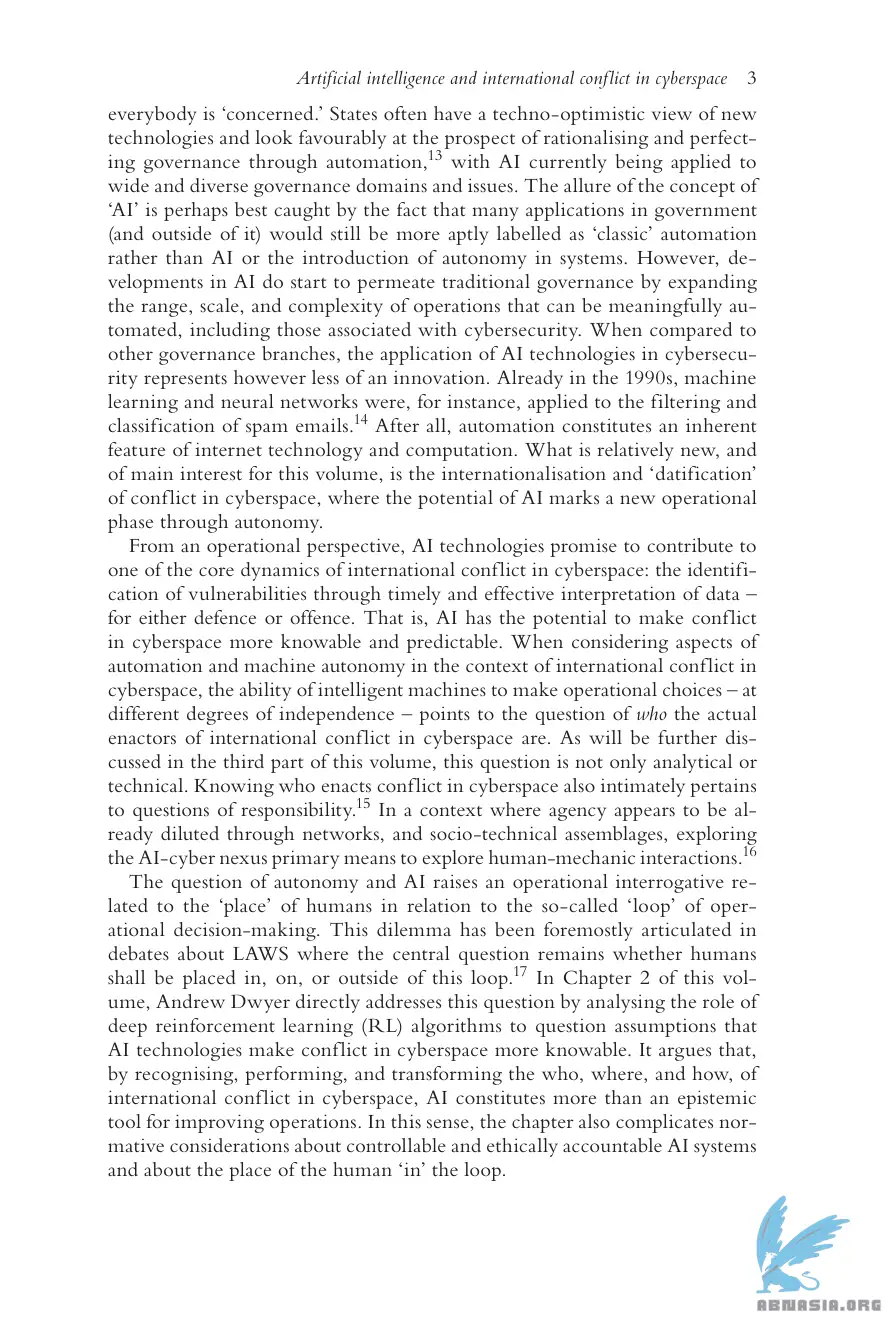 Artificial intelligence and international conflict in cyberspace 3
everybody is ‘concerned.’ States often have a techno-optimistic view of new
technologies and look favourably at the prospect of rationalising and perfect-
ing governance through automation,13 with AI currently being applied to
wide and diverse governance domains and issues. The allure of the concept of
‘AI’ is perhaps best caught by the fact that many applications in government
(and outside of it) would still be more aptly labelled as ‘classic’ automation
rather than AI or the introduction of autonomy in systems. However, de-
velopments in AI do start to permeate traditional governance by expanding
the range, scale, and complexity of operations that can be meaningfully au-
tomated, including those associated with cybersecurity. When compared to
other governance branches, the application of AI technologies in cybersecu-
rity represents however less of an innovation. Already in the 1990s, machine
learning and neural networks were, for instance, applied to the filtering and
classification of spam emails.14 After all, automation constitutes an inherent
feature of internet technology and computation. What is relatively new, and
of main interest for this volume, is the internationalisation and ‘datification’
of conflict in cyberspace, where the potential of AI marks a new operational
phase through autonomy.
From an operational perspective, AI technologies promise to contribute to
one of the core dynamics of international conflict in cyberspace: the identifi-
cation of vulnerabilities through timely and effective interpretation of data –
for either defence or offence. That is, AI has the potential to make conflict
in cyberspace more knowable and predictable. When considering aspects of
automation and machine autonomy in the context of international conflict in
cyberspace, the ability of intelligent machines to make operational choices – at
different degrees of independence – points to the question of who the actual
enactors of international conflict in cyberspace are. As will be further dis-
cussed in the third part of this volume, this question is not only analytical or
technical. Knowing who enacts conflict in cyberspace also intimately pertains
to questions of responsibility.15 In a context where agency appears to be al-
ready diluted through networks, and socio-technical assemblages, exploring
the AI-cyber nexus primary means to explore human-mechanic interactions.16
The question of autonomy and AI raises an operational interrogative re-
lated to the ‘place’ of humans in relation to the so-called ‘loop’ of oper-
ational decision-making. This dilemma has been foremostly articulated in
debates about LAWS where the central question remains whether humans
shall be placed in, on, or outside of this loop.17 In Chapter 2 of this vol-
ume, Andrew Dwyer directly addresses this question by analysing the role of
deep reinforcement learning (RL) algorithms to question assumptions that
AI technologies make conflict in cyberspace more knowable. It argues that,
by recognising, performing, and transforming the who, where, and how, of
international conflict in cyberspace, AI constitutes more than an epistemic
tool for improving operations. In this sense, the chapter also complicates nor-
mative considerations about controllable and ethically accountable AI systems
and about the place of the human ‘in’ the loop.
ABNASIA.ORG